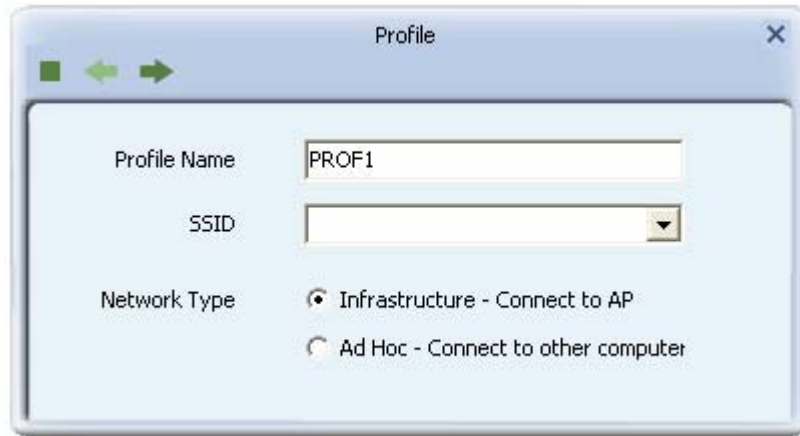 Profile
Profile Name PROF1
SSID
Network Type Infrastructure - Connect to AP
Ad Hoc - Connect to other computer